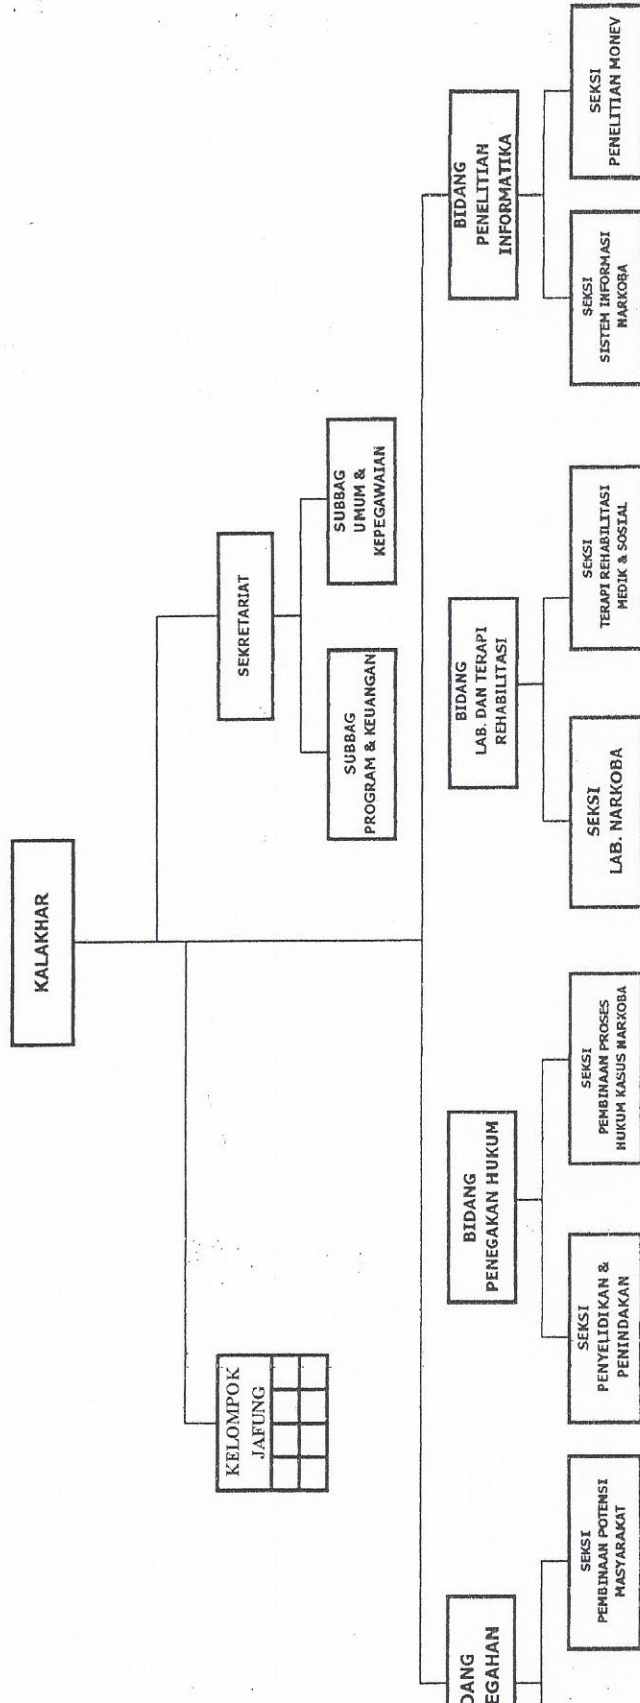 KALAKHAR
KELOMPOK
JAFUNG
SEKRETARIAT
SUBBAG
PROGRAM & KEUANGAN
SUBBAG
UMUM &
KEPEGAWAIAN
DANG
EGAHAN
BIDANG
PENEGAKAN HUKUM
BIDANG
LAB. DAN TERAPI
REHABILITASI
BIDANG
PENELITIAN
INFORMATIKA
SEKSI
PEMBINAAN POTENSI
MASYARAKAT
SEKSI
PENYELIDIKAN &
PENINDAKAN
SEKSI
PEMBINAAN PROSES
HUKUM KASUS NARKOBA
SEKSI
LAB. NARKOBA
SEKSI
TERAPI REHABILITASI
MEDIK & SOSIAL
SEKSI
SISTEM INFORMASI
NARKOBA
SEKSI
PENELITIAN MONEV